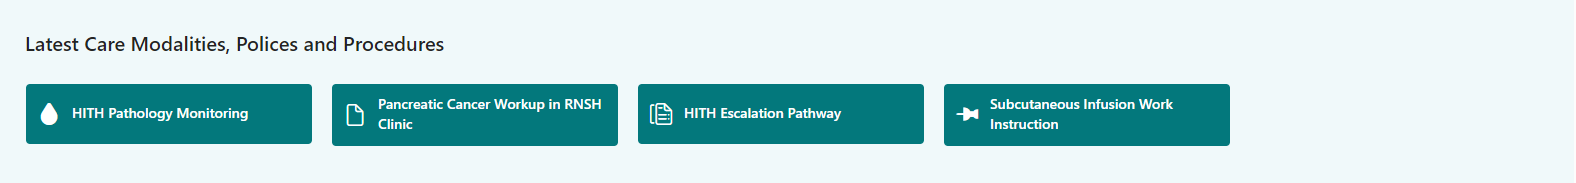 Latest Care Modalities, Polices and Procedures
HITH Pathology Monitoring
Pancreatic Cancer Workup in RNSH
Clinic
HITH Escalation Pathway
Subcutaneous Infusion Work
Instruction